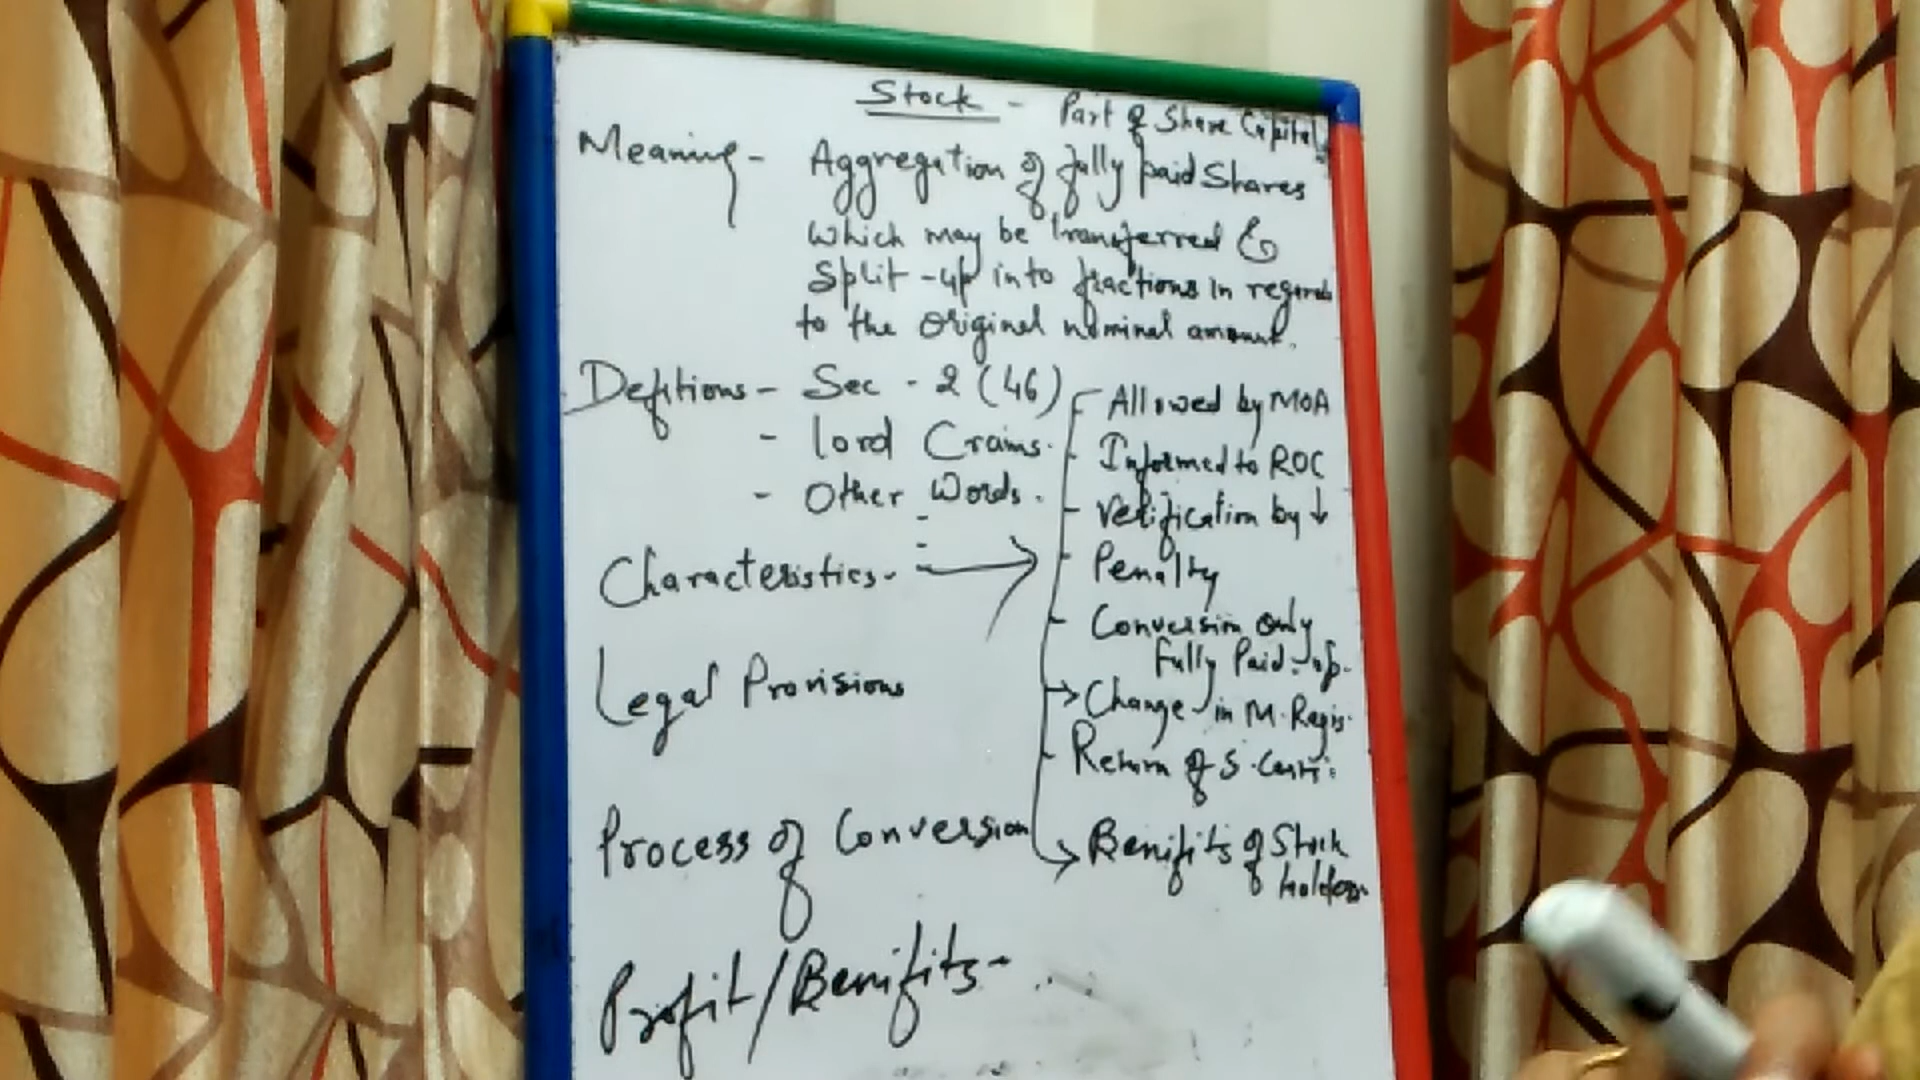 Stock - Part of Share Capital
Meaning - Aggregation of fully paid Shares
which may be transferred &
Split-up into fractions in regards
to the original nominal amount.
Defitions - Sec - 2 (46)
- Lord Crains.
- Other Words.
Characteristics.
Legal Provisions
Process of Conversion
Profit/Benifits-
Allowed by MOA
Informed to ROC
- Verification by ↓
- Penalty
- Conversion only
fully Paid-up.
→ Change in M. Regis.
- Return of S. Certi.
→ Benifits of Stock
holders.